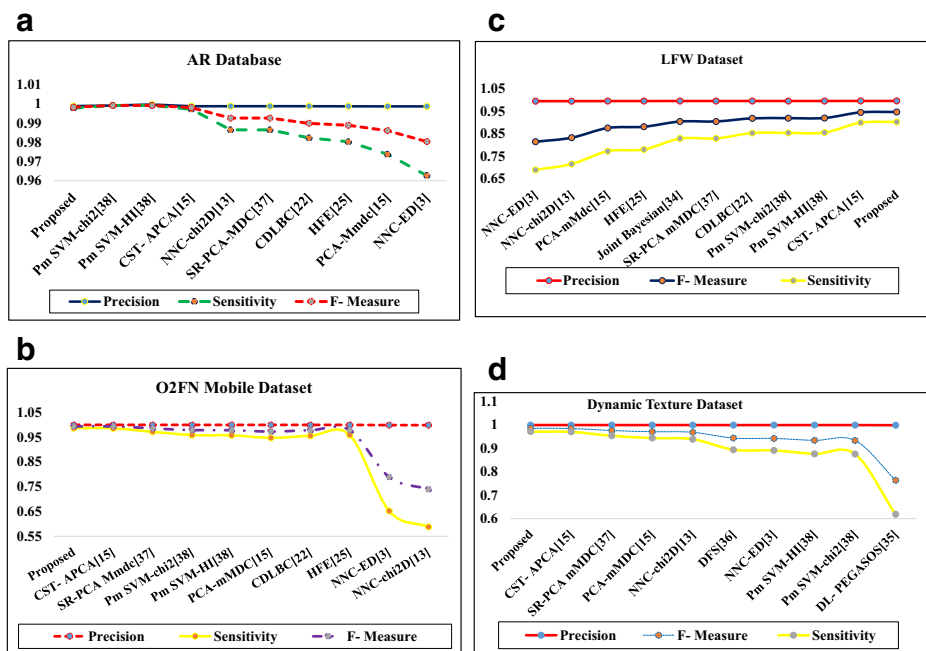 a
AR Database
1.01
1
0.99
0.98
0.97
0.96
Proposed
Pm SVM-chi2[38]
Pm SVM-HI[38]
CST- APCA[15]
NNC-chi2D[13]
SR-PCA-MDC[37]
CDLBC[22]
HFE[25]
PCA-Mmdc[15]
NNC-ED[3]
Precision Sensitivity F- Measure
c
LFW Dataset
1.05
0.95
0.85
0.75
0.65
NNC-ED[3]
NNC-chi2D[13]
PCA-mMdc[15]
HFE[25]
Joint Bayesian[34]
SR-PCA mMDC[37]
CDLBC[22]
Pm SVM-chi2[38]
Pm SVM-HI[38]
CST- APCA[15]
Proposed
Precision F- Measure Sensitivity
b
O2FN Mobile Dataset
1.05
0.95
0.85
0.75
0.65
0.55
Proposed
CST- APCA[15]
SR-PCA Mmdc[37]
Pm SVM-chi2[38]
Pm SVM-HI[38]
PCA-mMDC[15]
CDLBC[22]
HFE[25]
NNC-ED[3]
NNC-chi2D[13]
Precision Sensitivity F- Measure
d
Dynamic Texture Dataset
1.1
1
0.9
0.8
0.7
0.6
Proposed
CST- APCA[15]
SR-PCA mMDC[37]
PCA-mMDC[15]
NNC-chi2D[13]
DFS[36]
NNC-ED[3]
Pm SVM-HI[38]
Pm SVM-chi2[38]
DL- PEGASOS[35]
Precision F- Measure Sensitivity